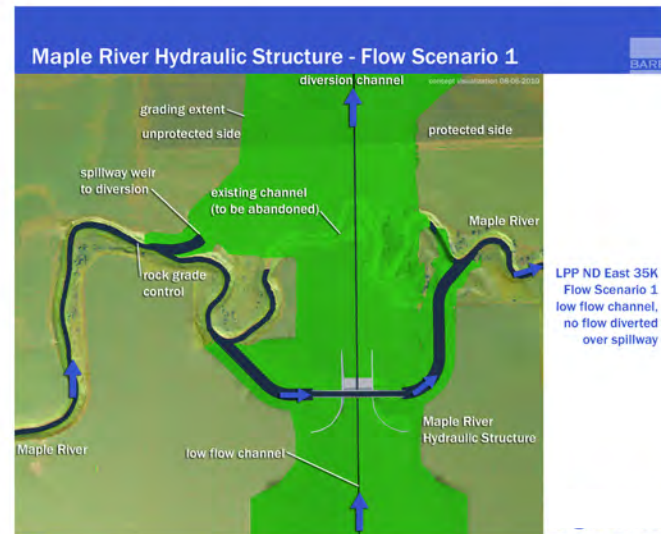 Maple River Hydraulic Structure - Flow Scenario 1
BARR
diversion channel
concept visualization 08-06-2010
grading extent
unprotected side
protected side
spillway weir
to diversion
existing channel
(to be abandoned)
Maple River
rock grade
control
LPP ND East 35K
Flow Scenario 1
low flow channel,
no flow diverted
over spillway
Maple River
Hydraulic Structure
Maple River
low flow channel